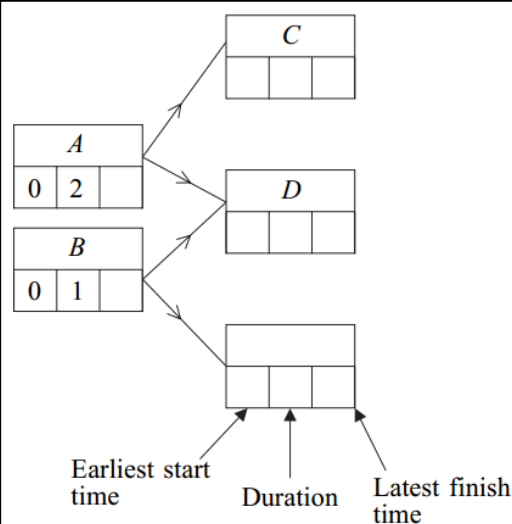 C
A
0 2
D
B
0 1
Earliest start
time
Duration
Latest finish
time